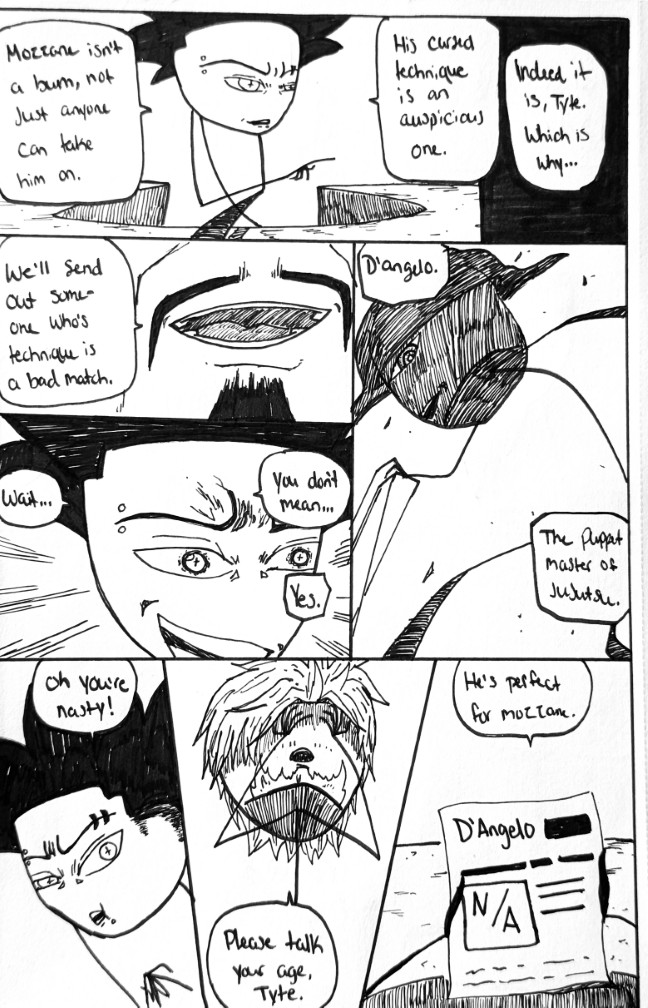 Mozzane isn't
a bum, not
Just anyone
can take
him on.
His cursed
technique
is an
auspicious
one.
Indeed it
is, Tyte.
Which is
why...
We'll Send
Out some-
one Who's
technique is
a bad match.
D'angelo.
The Puppet
master of
JuJutsu.
Wait...
You don't
mean...
Yes.
Oh you're
nasty!
Please talk
your age,
Tyte.
He's perfect
for mozzane.
D'Angelo
N/A